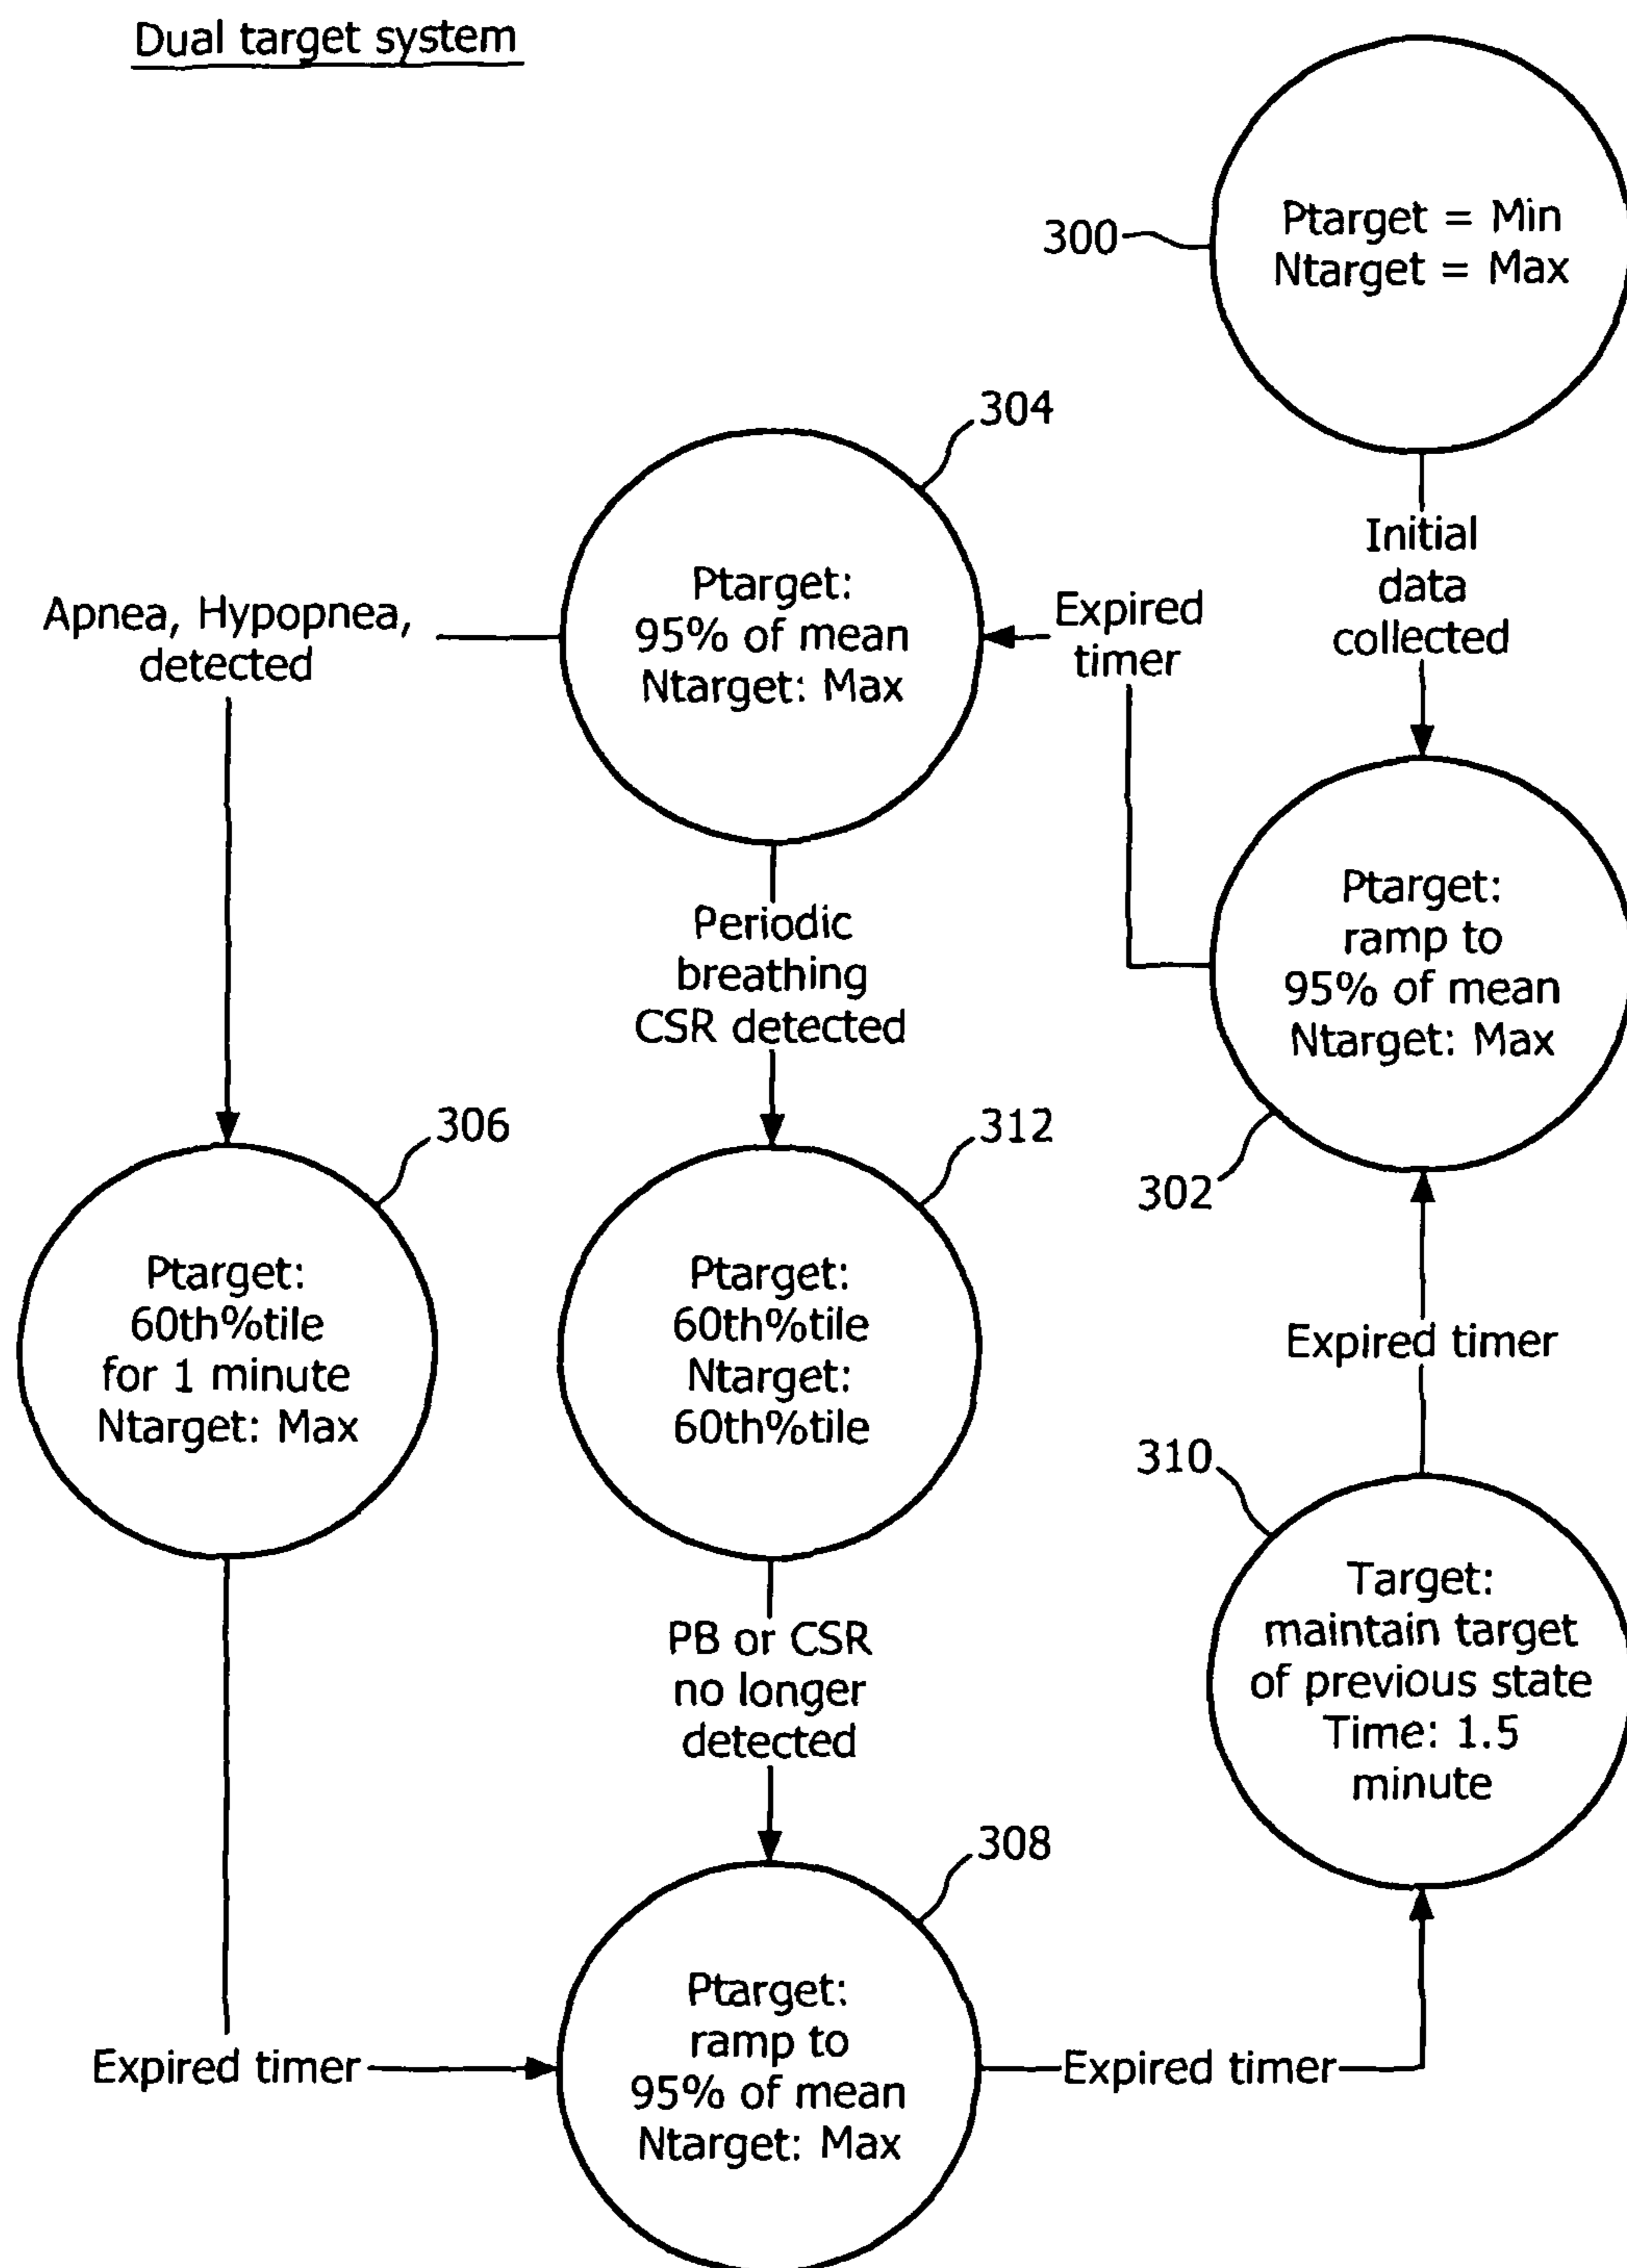 Dual target system
300
Ptarget = Min
Ntarget = Max
Initial
data
collected
304
Ptarget:
95% of mean
Ntarget: Max
Expired
timer
Apnea, Hypopnea,
detected
Periodic
breathing
CSR detected
Ptarget:
ramp to
95% of mean
Ntarget: Max
302
306
Ptarget:
60th%tile
for 1 minute
Ntarget: Max
312
Ptarget:
60th%tile
Ntarget:
60th%tile
Expired timer
310
Target:
maintain target
of previous state
Time: 1.5
minute
PB or CSR
no longer
detected
308
Ptarget:
ramp to
95% of mean
Ntarget: Max
Expired timer
Expired timer